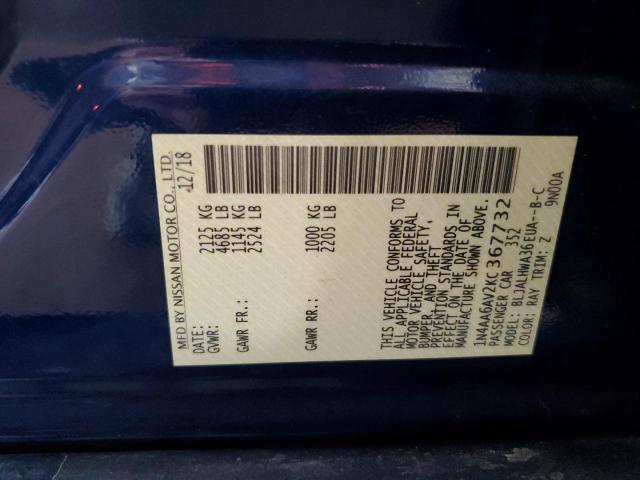 MFD BY NISSAN MOTOR CO., LTD.
DATE: 12/18
GVWR: 2125 KG
4685 LB
GAWR FR.: 1145 KG
2524 LB
GAWR RR.: 1000 KG
2205 LB
THIS VEHICLE CONFORMS TO
ALL APPLICABLE FEDERAL
MOTOR VEHICLE SAFETY,
BUMPER, AND THEFT
PREVENTION STANDARDS IN
EFFECT ON THE DATE OF
MANUFACTURE SHOWN ABOVE.
1N4AA6AV2KC367732
PASSENGER CAR 352
MODEL: BLJALHWA36EUA--B-C
COLOR: RAY TRIM: Z 9N00A